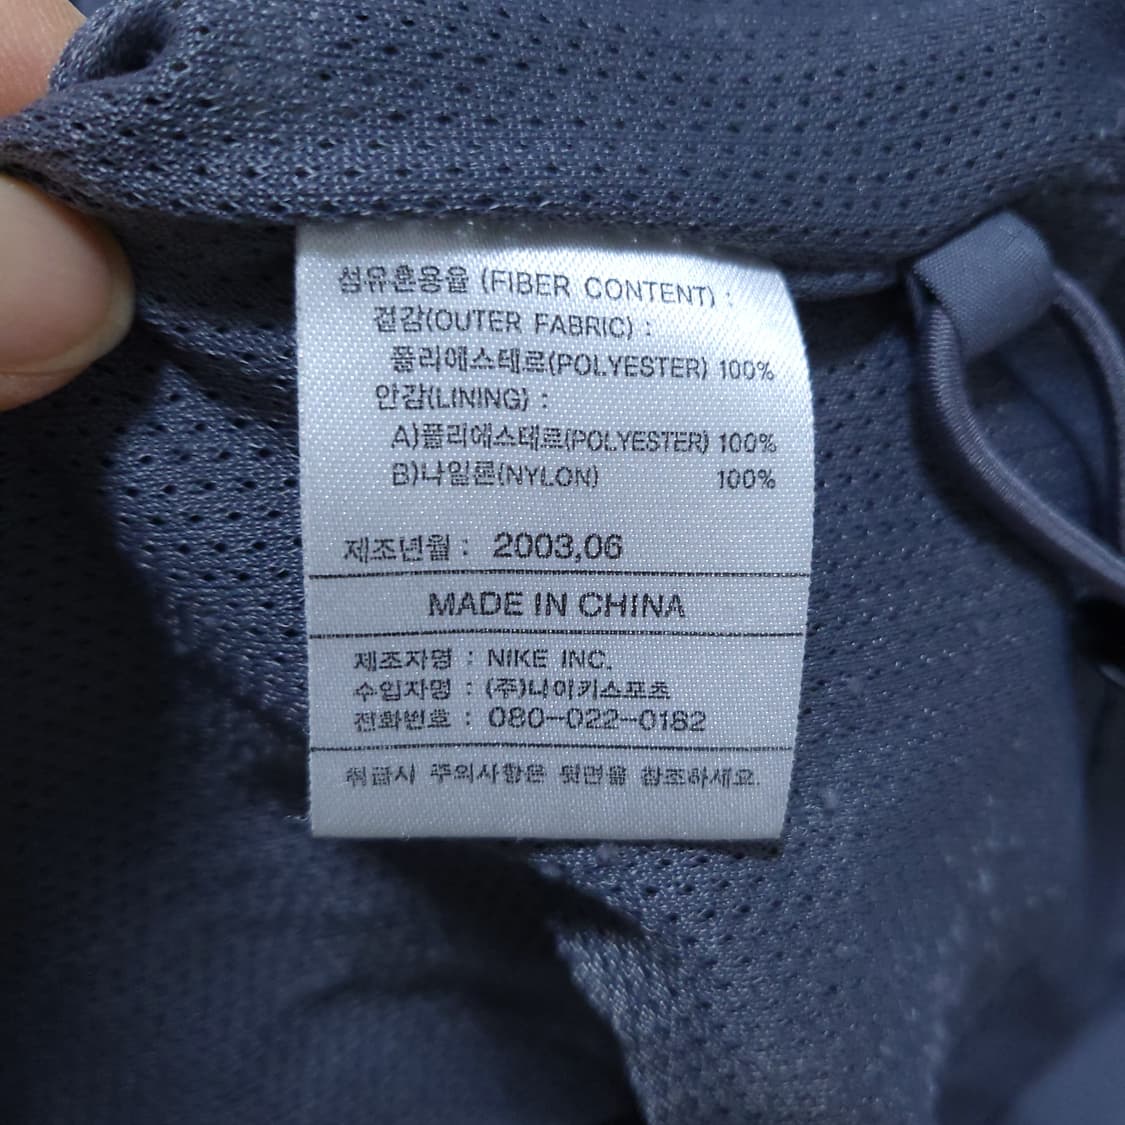 섬유혼용율 (FIBER CONTENT) :
겉감(OUTER FABRIC) :
폴리에스테르(POLYESTER) 100%
안감(LINING) :
A)폴리에스테르(POLYESTER) 100%
B)나일론(NYLON) 100%
제조년월 : 2003,06
MADE IN CHINA
제조자명 : NIKE INC.
수입자명 : (주)나이키스포츠
전화번호 : 080-022-0182
취급시 주의사항은 뒷면을 참조하세요.